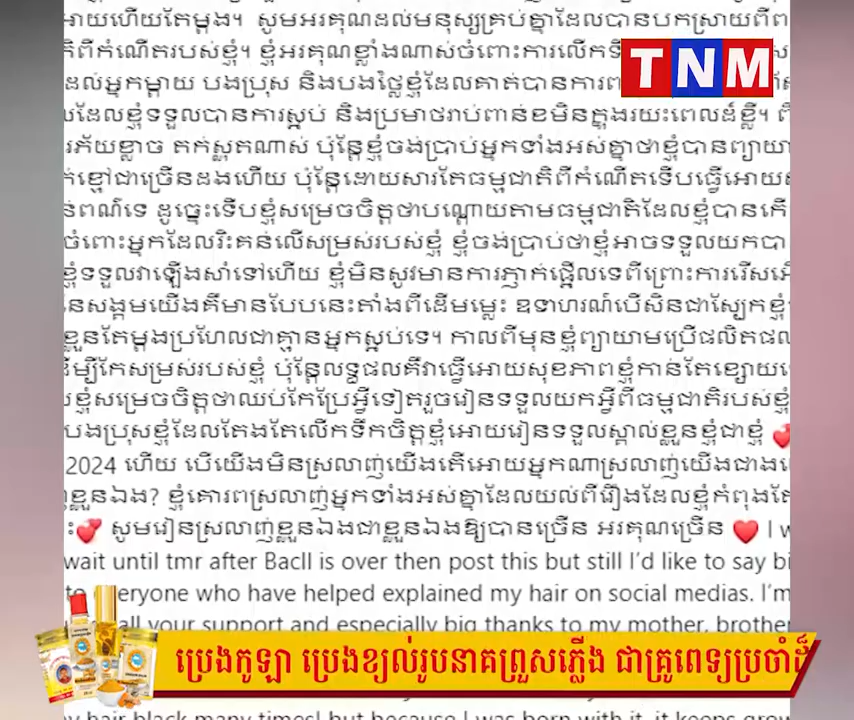 អាយហើយតែម្តង។ សូមអរគុណដល់មនុស្សគ្រប់គ្នាដែលបានបកស្រាយពីព
តិពីកំណើតរបស់ខ្ញុំ។ ខ្ញុំអរគុណខ្លាំងណាស់ចំពោះការលើកទឹ
TNM
ដល់អ្នកម្តាយ បងប្រុស និងបងថ្លៃខ្ញុំដែលគាត់បានការព
ដែលខ្ញុំទទួលបានការស្អប់ និងប្រមាថរាប់ពាន់ខមិនក្នុងរយះពេលដ៏ខ្លី។ ពិ
រភ័យខ្លាច តក់ស្លុតណាស់ ប៉ុន្តែខ្ញុំចង់ប្រាប់អ្នកទាំងអស់គ្នាថាខ្ញុំបានព្យាយា
ក់ខ្មៅជាច្រើនដងហើយ ប៉ុន្តែដោយសារតែធម្មជាតិពីកំណើតទើបធ្វើអោយស
ពណ៌ទេ ដូច្នេះទើបខ្ញុំសម្រេចចិត្តថាបណ្តោយតាមធម្មជាតិដែលខ្ញុំបានកើ
ចំពោះអ្នកដែលរិះគន់លើសម្រស់របស់ខ្ញុំ ខ្ញុំចង់ប្រាប់ថាខ្ញុំអាចទទួលយកបា
ខ្ញុំទទួលវាឡើងសាំទៅហើយ ខ្ញុំមិនសូវមានការភ្ញាក់ផ្អើលទេពីព្រោះការរើសអើ
នៃសង្គមយើងគឺមានបែបនេះតាំងពីដើមម្លេះ ឧទាហរណ៍បើសិនជាស្បែកខ្ញុំ
ខ្លួនតែម្តងប្រហែលជាគ្មានអ្នកស្អប់ទេ។ កាលពីមុនខ្ញុំព្យាយាមប្រើផលិតផល
ដើម្បីកែសម្រស់របស់ខ្ញុំ ប៉ុន្តែលទ្ធផលគឺវាធ្វើអោយសុខភាពខ្ញុំកាន់តែខ្សោយ
ខ្ញុំសម្រេចចិត្តថាឈប់កែប្រែអ្វីទៀតរួចរៀនទទួលយកអ្វីពីធម្មជាតិរបស់ខ្ញុំ
បងប្រុសខ្ញុំដែលតែងតែលើកទឹកចិត្តខ្ញុំអោយរៀនទទួលស្គាល់ខ្លួនខ្ញុំជាខ្ញុំ 💕
2024 ហើយ បើយើងមិនស្រលាញ់យើងតើអោយអ្នកណាស្រលាញ់យើងជាង
ខ្លួនឯង? ខ្ញុំគោរពស្រលាញ់អ្នកទាំងអស់គ្នាដែលយល់ពីរឿងដែលខ្ញុំកំពុងតែ
💕 សូមរៀនស្រលាញ់ខ្លួនឯងជាខ្លួនឯងឱ្យបានច្រើន អរគុណច្រើន ❤️ I w
wait until tmr after BacII is over then post this but still I'd like to say bi
to everyone who have helped explained my hair on social medias. I'm
all your support and especially big thanks to my mother, brother
ប្រេងកូឡា ប្រេងខ្យល់រូបនាគព្រួសភ្លើង ជាគ្រូពេទ្យប្រចាំដៃ
hair black many times! but because I was born with it, it keeps grow